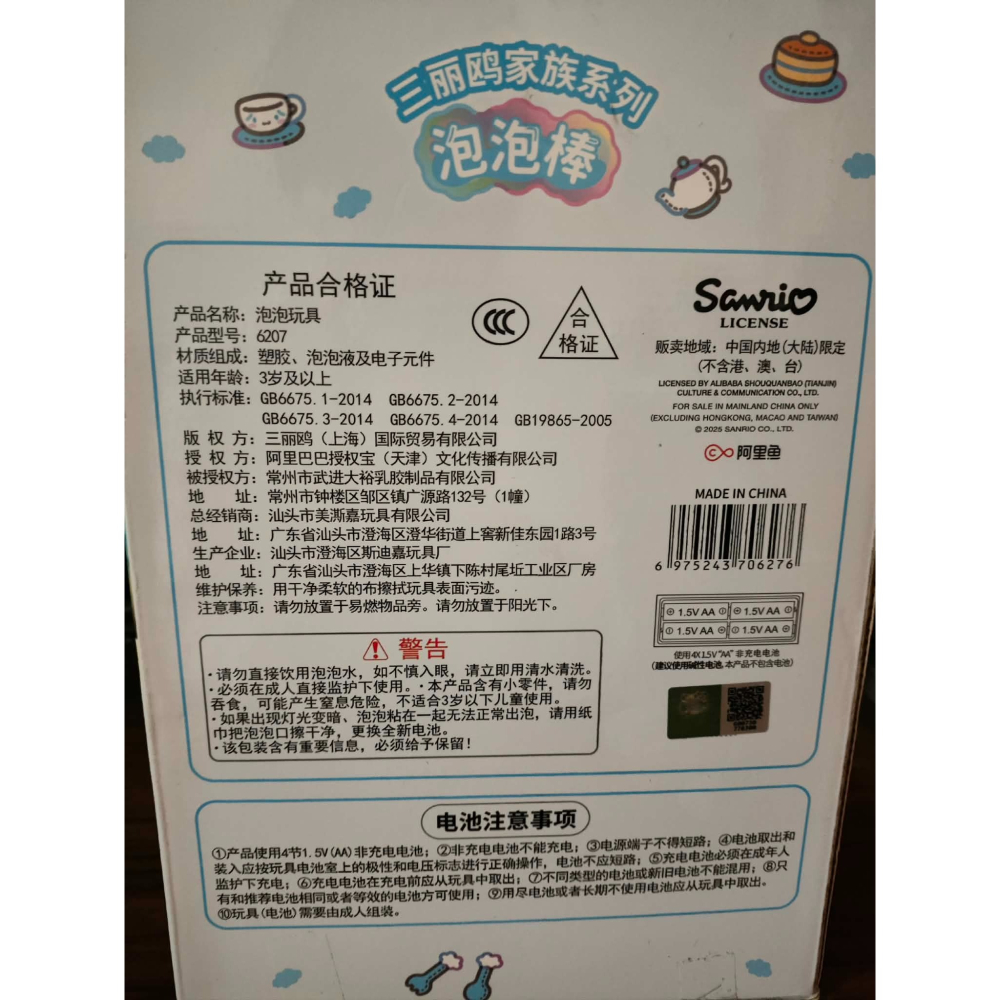 三丽鸥家族系列
泡泡棒
产品合格证
产品名称：泡泡玩具
产品型号：6207
材质组成：塑胶、泡泡液及电子元件
适用年龄：3岁及以上
执行标准：GB6675.1-2014 GB6675.2-2014
GB6675.3-2014 GB6675.4-2014 GB19865-2005
版权方：三丽鸥（上海）国际贸易有限公司
授权方：阿里巴巴授权宝（天津）文化传播有限公司
被授权方：常州市武进大裕乳胶制品有限公司
地址：常州市钟楼区邹区镇广源路132号（1幢）
总经销商：汕头市美澌嘉玩具有限公司
地址：广东省汕头市澄海区澄华街道上窖新佳东园1路3号
生产企业：汕头市澄海区斯迪嘉玩具厂
地址：广东省汕头市澄海区上华镇下陈村尾坵工业区厂房
维护保养：用干净柔软的布擦拭玩具表面污迹。
注意事项：请勿放置于易燃物品旁。请勿放置于阳光下。
CCC
合
格证
Sanrio
LICENSE
贩卖地域：中国内地(大陆)限定
(不含港、澳、台)
LICENSED BY ALIBABA SHOUQUANBAO (TIANJIN)
CULTURE & COMMUNICATION CO., LTD.
FOR SALE IN MAINLAND CHINA ONLY
(EXCLUDING HONGKONG, MACAO AND TAIWAN)
© 2025 SANRIO CO., LTD.
阿里鱼
MADE IN CHINA
6 975243 706276
⊕ 1.5V AA ⊖ ⊕ 1.5V AA ⊖
⊖ 1.5V AA ⊕ ⊖ 1.5V AA ⊕
使用4X1.5V "AA" 非充电电池
(建议使用碱性电池,本产品不包含电池)
警告
·请勿直接饮用泡泡水，如不慎入眼，请立即用清水清洗。
·必须在成人直接监护下使用。·本产品含有小零件，请勿
吞食，可能产生窒息危险，不适合3岁以下儿童使用。
·如果出现灯光变暗、泡泡粘在一起无法正常出泡，请用纸
巾把泡泡口擦干净，更换全新电池。
·该包装含有重要信息，必须给予保留！
电池注意事项
①产品使用4节1.5V(AA)非充电电池；②非充电电池不能充电；③电源端子不得短路；④电池取出和
装入应按玩具电池室上的极性和电压标志进行正确操作，电池不应短路；⑤充电电池必须在成年人
监护下充电；⑥充电电池在充电前应从玩具中取出；⑦不同类型的电池或新旧电池不能混用；⑧只
有和推荐电池相同或者等效的电池方可使用；⑨用尽电池或者长期不使用电池应从玩具中取出。
⑩玩具(电池)需要由成人组装。